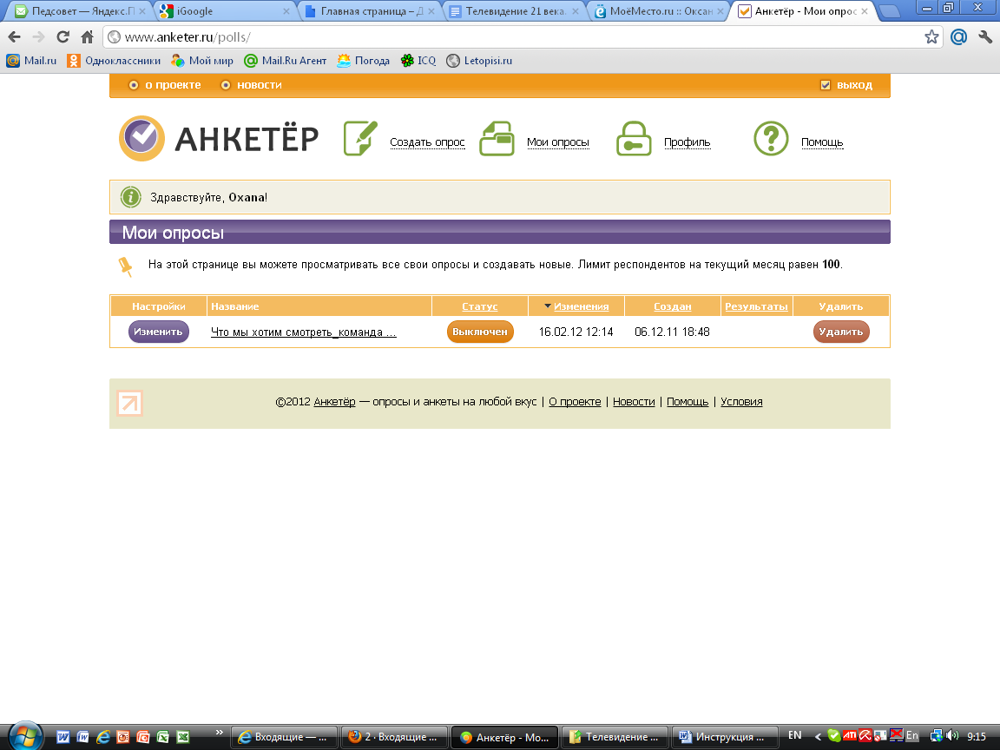 Педсовет — Яндекс.П
iGoogle
Главная страница – Д
Телевидение 21 века.
МоёМесто.ru :: Оксан
Анкетёр - Мои опрос
www.anketer.ru/polls/
Mail.ru Одноклассники Мой мир Mail.Ru Агент Погода ICQ Letopisi.ru
о проекте новости выход
АНКЕТЁР Создать опрос Мои опросы Профиль Помощь
Здравствуйте, Oxana!
Мои опросы
На этой странице вы можете просматривать все свои опросы и создавать новые. Лимит респондентов на текущий месяц равен 100.
Настройки Название Статус Изменения Создан Результаты Удалить
Изменить Что мы хотим смотреть_команда ... Выключен 16.02.12 12:14 06.12.11 18:48 Удалить
©2012 Анкетёр — опросы и анкеты на любой вкус | О проекте | Новости | Помощь | Условия
» Входящие — ... 2 · Входящие ... Анкетёр - Мо... Телевидение ... Инструкция ... EN En 9:15